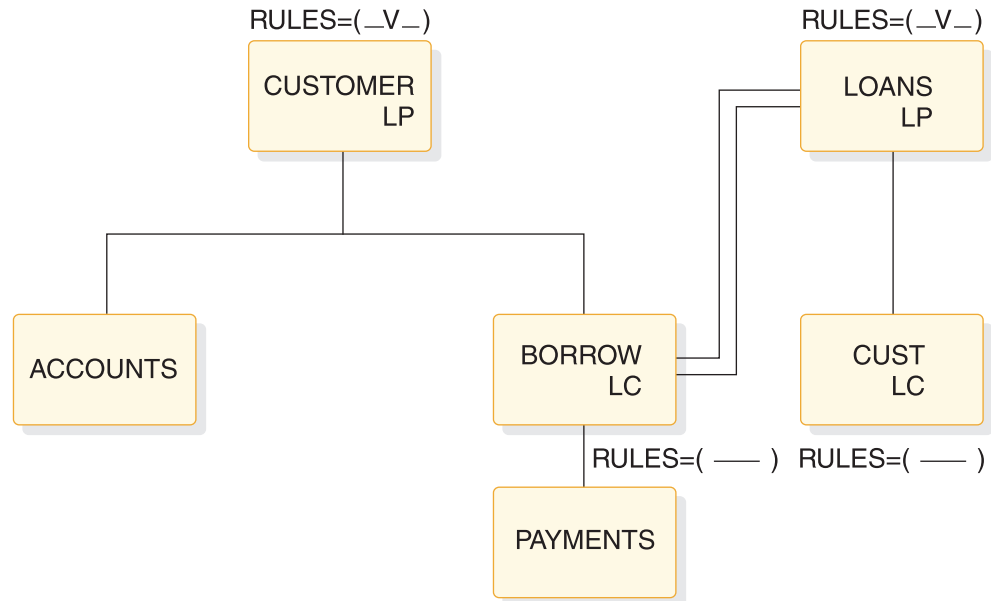 RULES=(_V_)
RULES=(_V_)
CUSTOMER
LP
LOANS
LP
ACCOUNTS
BORROW
LC
CUST
LC
RULES=( ___ )
RULES=( ___ )
PAYMENTS